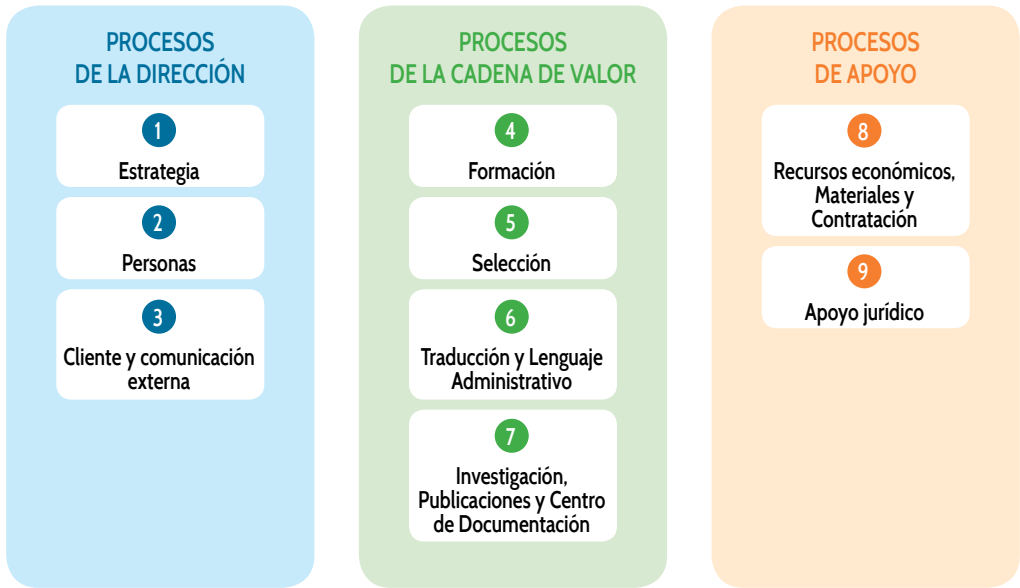 PROCESOS
DE LA DIRECCIÓN
1
Estrategia
2
Personas
3
Cliente y comunicación
externa
PROCESOS
DE LA CADENA DE VALOR
4
Formación
5
Selección
6
Traducción y Lenguaje
Administrativo
7
Investigación,
Publicaciones y Centro
de Documentación
PROCESOS
DE APOYO
8
Recursos económicos,
Materiales y
Contratación
9
Apoyo jurídico